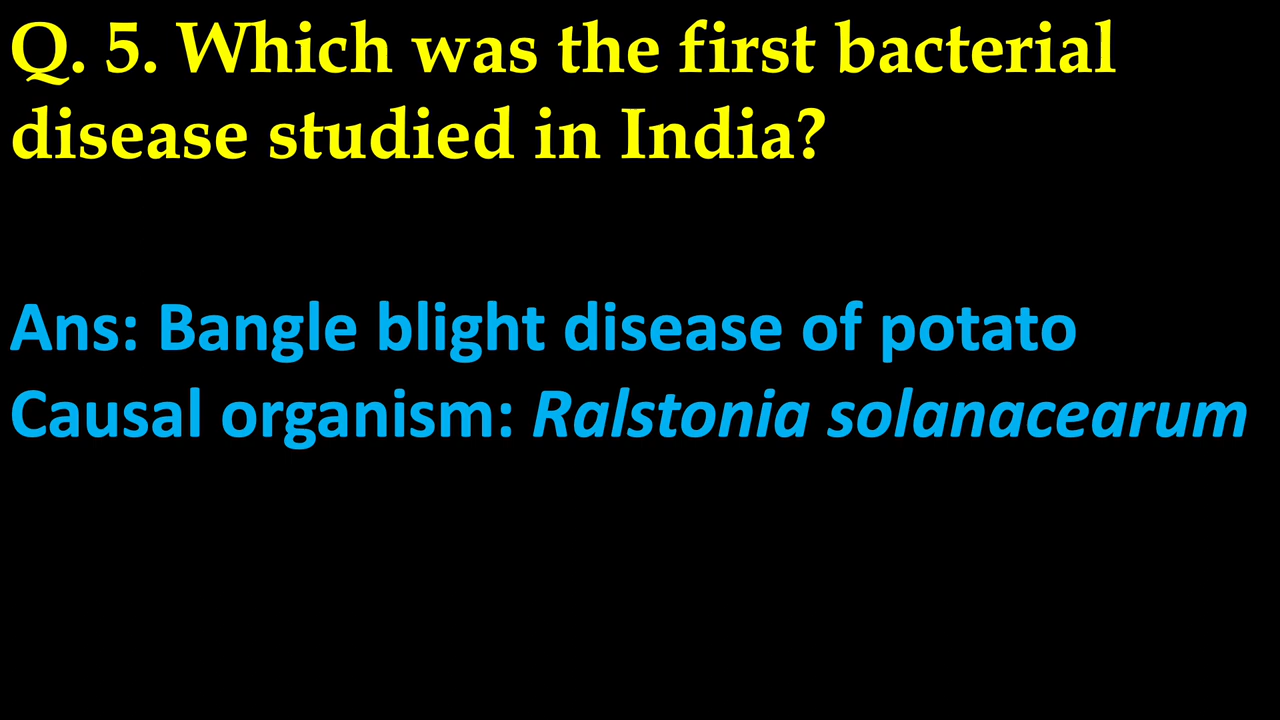 Q. 5. Which was the first bacterial
disease studied in India?
Ans: Bangle blight disease of potato
Causal organism: Ralstonia solanacearum